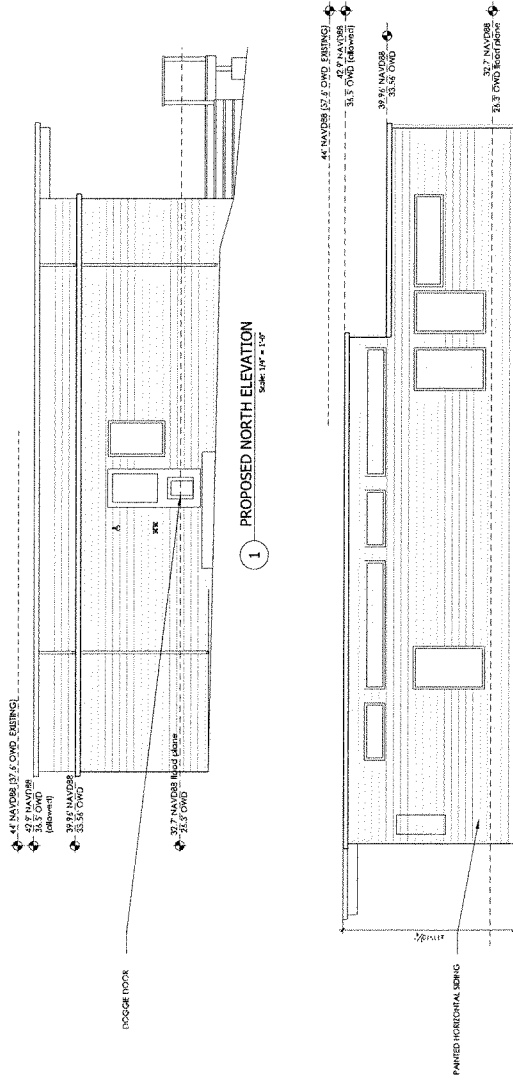 44' NAVD88 (37.6' OWD EXISTING)
42.9' NAVD88
36.5' OWD
(allowed)
39.96' NAVD88
33.56' OWD
32.7' NAVD88 flood plane
26.3' OWD
DOGGIE DOOR
1
PROPOSED NORTH ELEVATION
Scale: 1/4" = 1'-0"
44' NAVD88 (37.6' OWD EXISTING)
42.9' NAVD88
36.5' OWD (allowed)
39.96' NAVD88
33.56' OWD
32.7' NAVD88
26.3' OWD flood plane
PAINTED HORIZONTAL SIDING